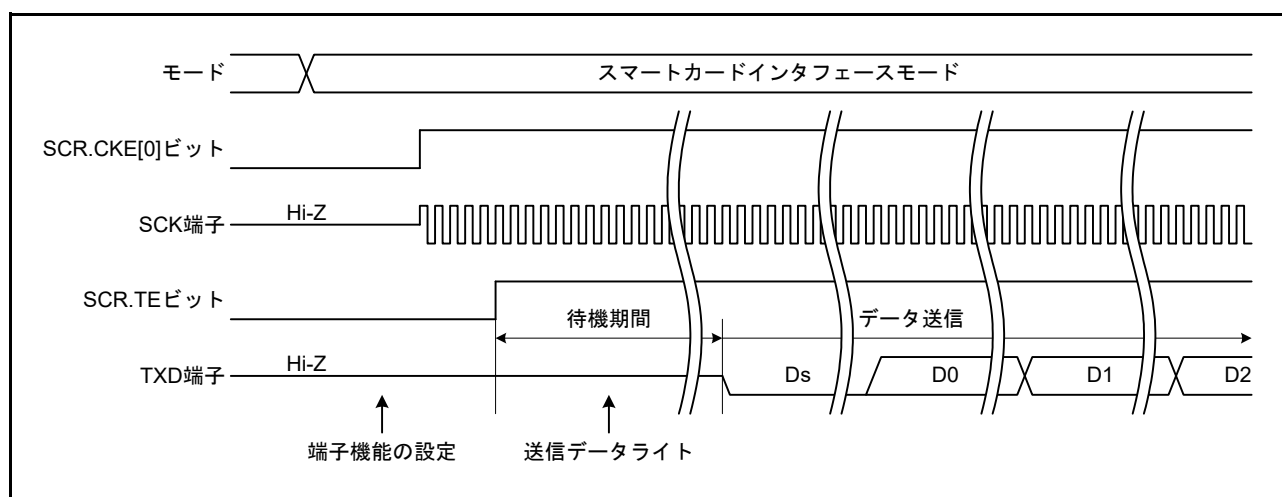 モード
スマートカードインタフェースモード
SCR.CKE[0]ビット
Hi-Z
SCK端子
SCR.TEビット
待機期間
データ送信
Hi-Z
TXD端子
Ds
D0
D1
D2
端子機能の設定
送信データライト